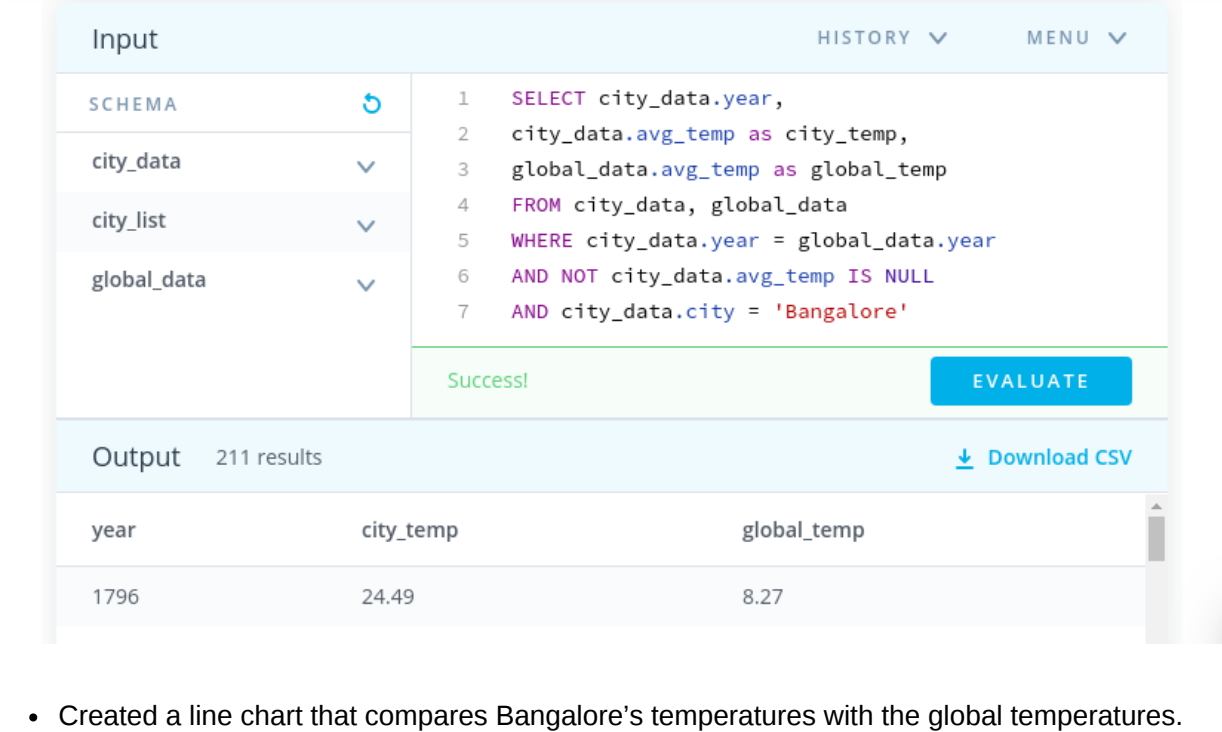 Input
HISTORY
MENU
SCHEMA
city_data
city_list
global_data
1 SELECT city_data.year,
2 city_data.avg_temp as city_temp,
3 global_data.avg_temp as global_temp
4 FROM city_data, global_data
5 WHERE city_data.year = global_data.year
6 AND NOT city_data.avg_temp IS NULL
7 AND city_data.city = 'Bangalore'
Success!
EVALUATE
Output 211 results
Download CSV
year city_temp global_temp
1796 24.49 8.27
• Created a line chart that compares Bangalore’s temperatures with the global temperatures.